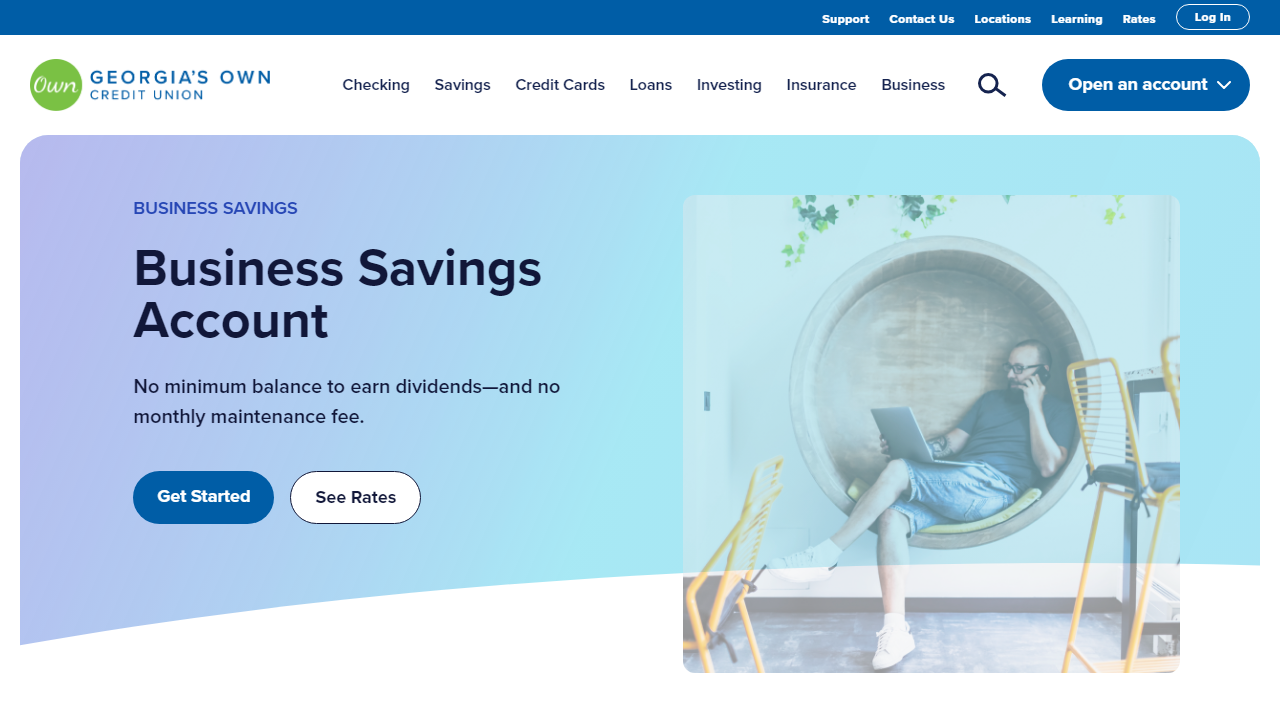 Support Contact Us Locations Learning Rates Log In
Own GEORGIA'S OWN
CREDIT UNION
Checking Savings Credit Cards Loans Investing Insurance Business Open an account
BUSINESS SAVINGS
Business Savings
Account
No minimum balance to earn dividends—and no
monthly maintenance fee.
Get Started See Rates